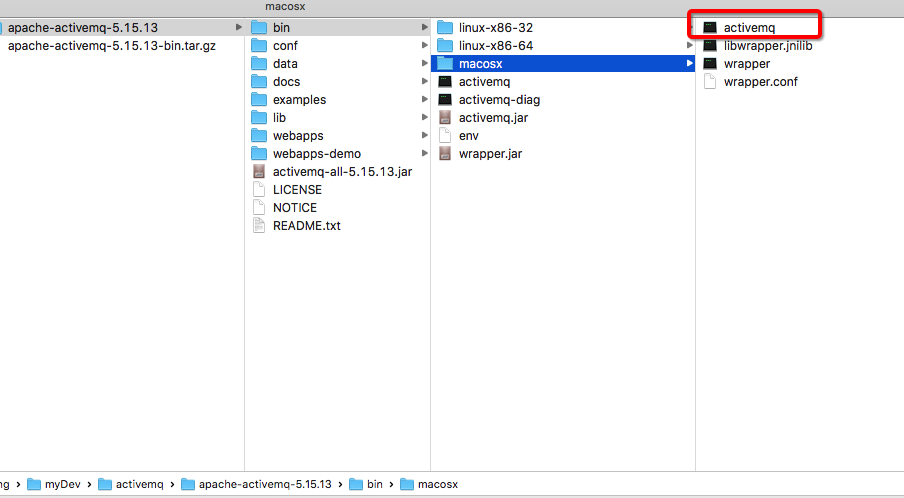 macosx
apache-activemq-5.15.13
apache-activemq-5.15.13-bin.tar.gz
bin
conf
data
docs
examples
lib
webapps
webapps-demo
activemq-all-5.15.13.jar
LICENSE
NOTICE
README.txt
linux-x86-32
linux-x86-64
macosx
activemq
activemq-diag
activemq.jar
env
wrapper.jar
activemq
libwrapper.jnilib
wrapper
wrapper.conf
ng › myDev › activemq › apache-activemq-5.15.13 › bin › macosx